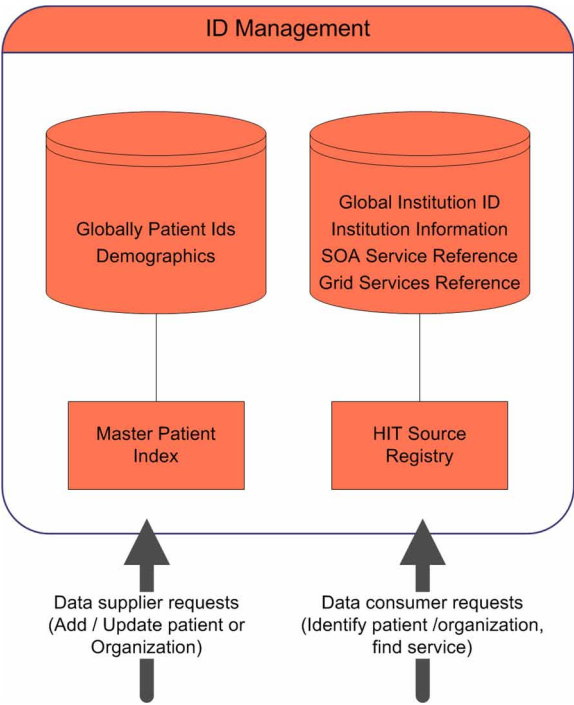 ID Management
Globally Patient Ids
Demographics
Global Institution ID
Institution Information
SOA Service Reference
Grid Services Reference
Master Patient
Index
HIT Source
Registry
Data supplier requests
(Add / Update patient or
Organization)
Data consumer requests
(Identify patient /organization,
find service)